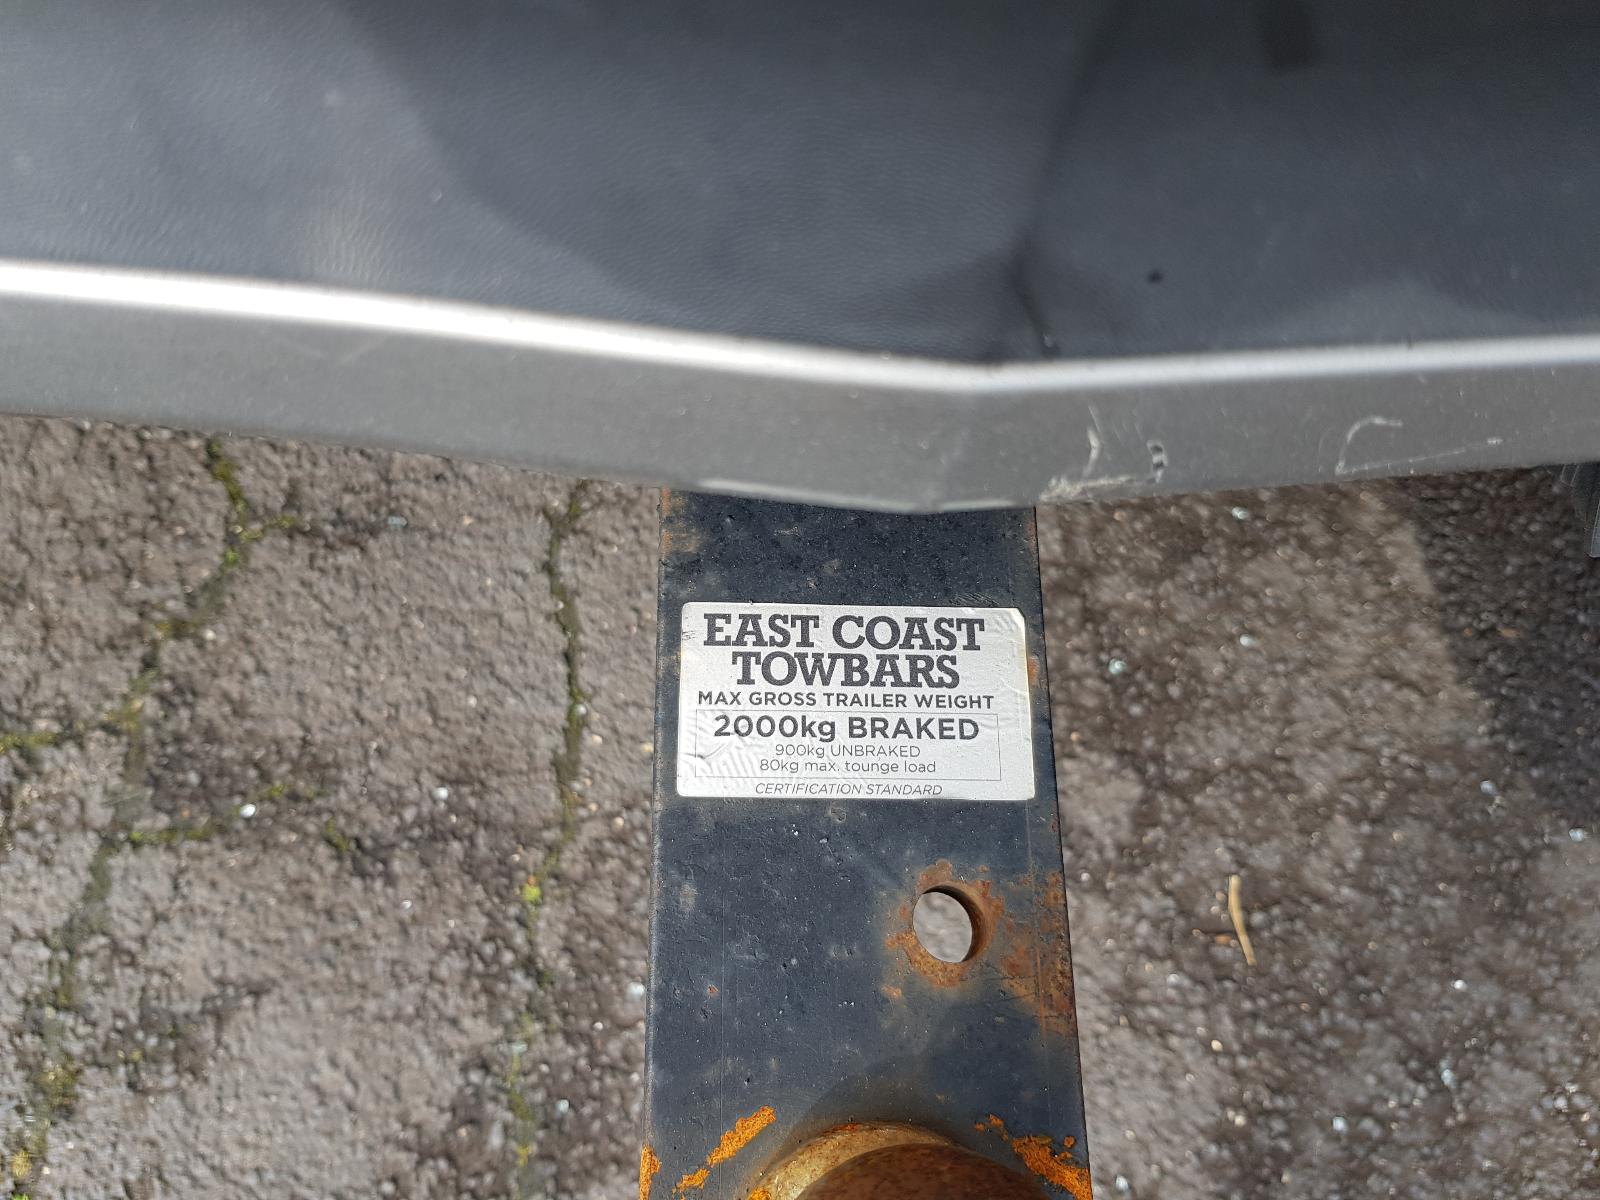 EAST COAST
TOWBARS
MAX GROSS TRAILER WEIGHT
2000kg BRAKED
900kg UNBRAKED
80kg max. tounge load
CERTIFICATION STANDARD